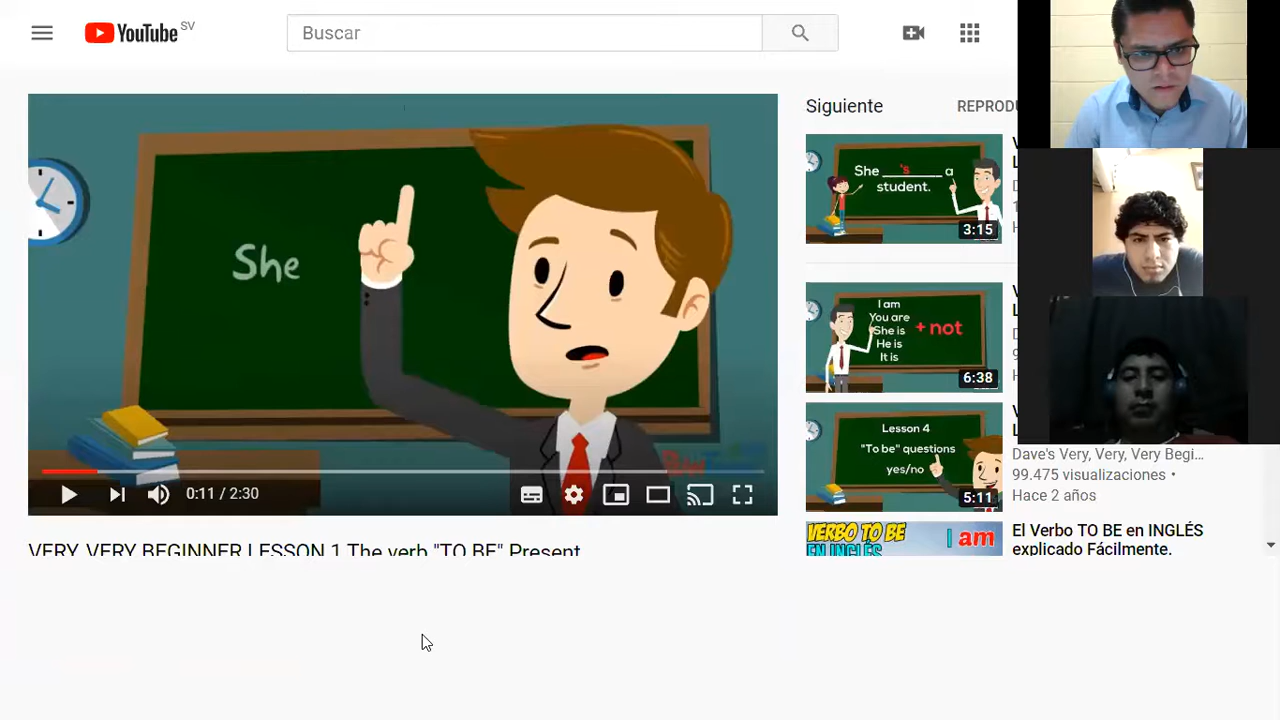 YouTube SV
Buscar
She
0:11 / 2:30
VERY, VERY BEGINNER LESSON 1 The verb "TO BE" Present
Siguiente
She 's a
student.
3:15
I am
You are
She is
He is
It is
+ not
6:38
Lesson 4
"To be" questions
yes/no
5:11
Dave's Very, Very, Very Begi...
99.475 visualizaciones •
Hace 2 años
VERBO TO BE
EN INGLÉS
I am
El Verbo TO BE en INGLÉS
explicado Fácilmente.